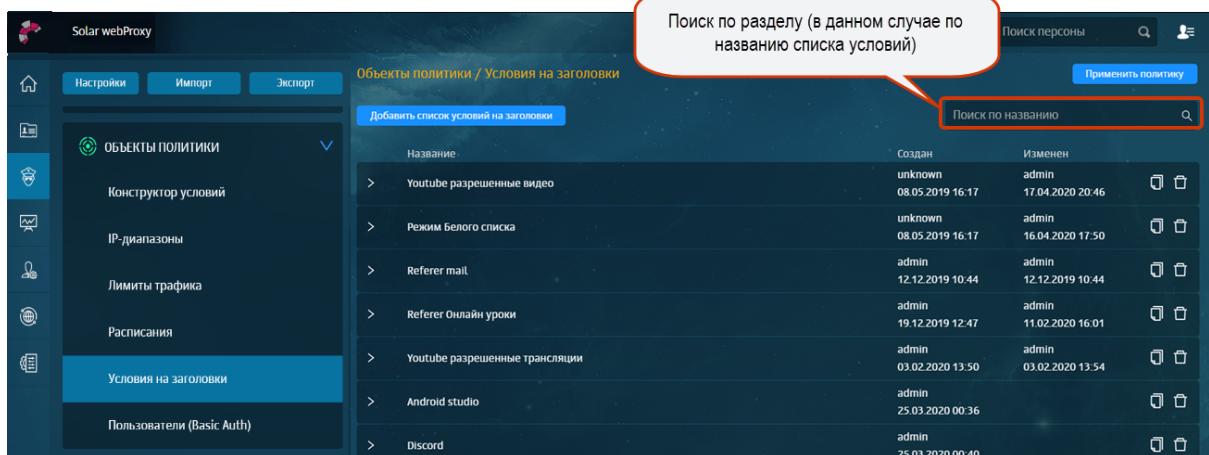 Solar webProxy
Поиск по разделу (в данном случае по
названию списка условий)
Поиск персоны
Настройки
Импорт
Экспорт
Объекты политики / Условия на заголовки
Применить политику
Добавить список условий на заголовки
Поиск по названию
ОБЪЕКТЫ ПОЛИТИКИ
Конструктор условий
IP-диапазоны
Лимиты трафика
Расписания
Условия на заголовки
Пользователи (Basic Auth)
Название
Создан
Изменен
Youtube разрешенные видео
unknown
08.05.2019 16:17
admin
17.04.2020 20:46
Режим Белого списка
unknown
08.05.2019 16:17
admin
16.04.2020 17:50
Referer mail
admin
12.12.2019 10:44
admin
12.12.2019 10:44
Referer Онлайн уроки
admin
19.12.2019 12:47
admin
11.02.2020 16:01
Youtube разрешенные трансляции
admin
03.02.2020 13:50
admin
03.02.2020 13:54
Android studio
admin
25.03.2020 00:36
Discord
admin
25.03.2020 00:40